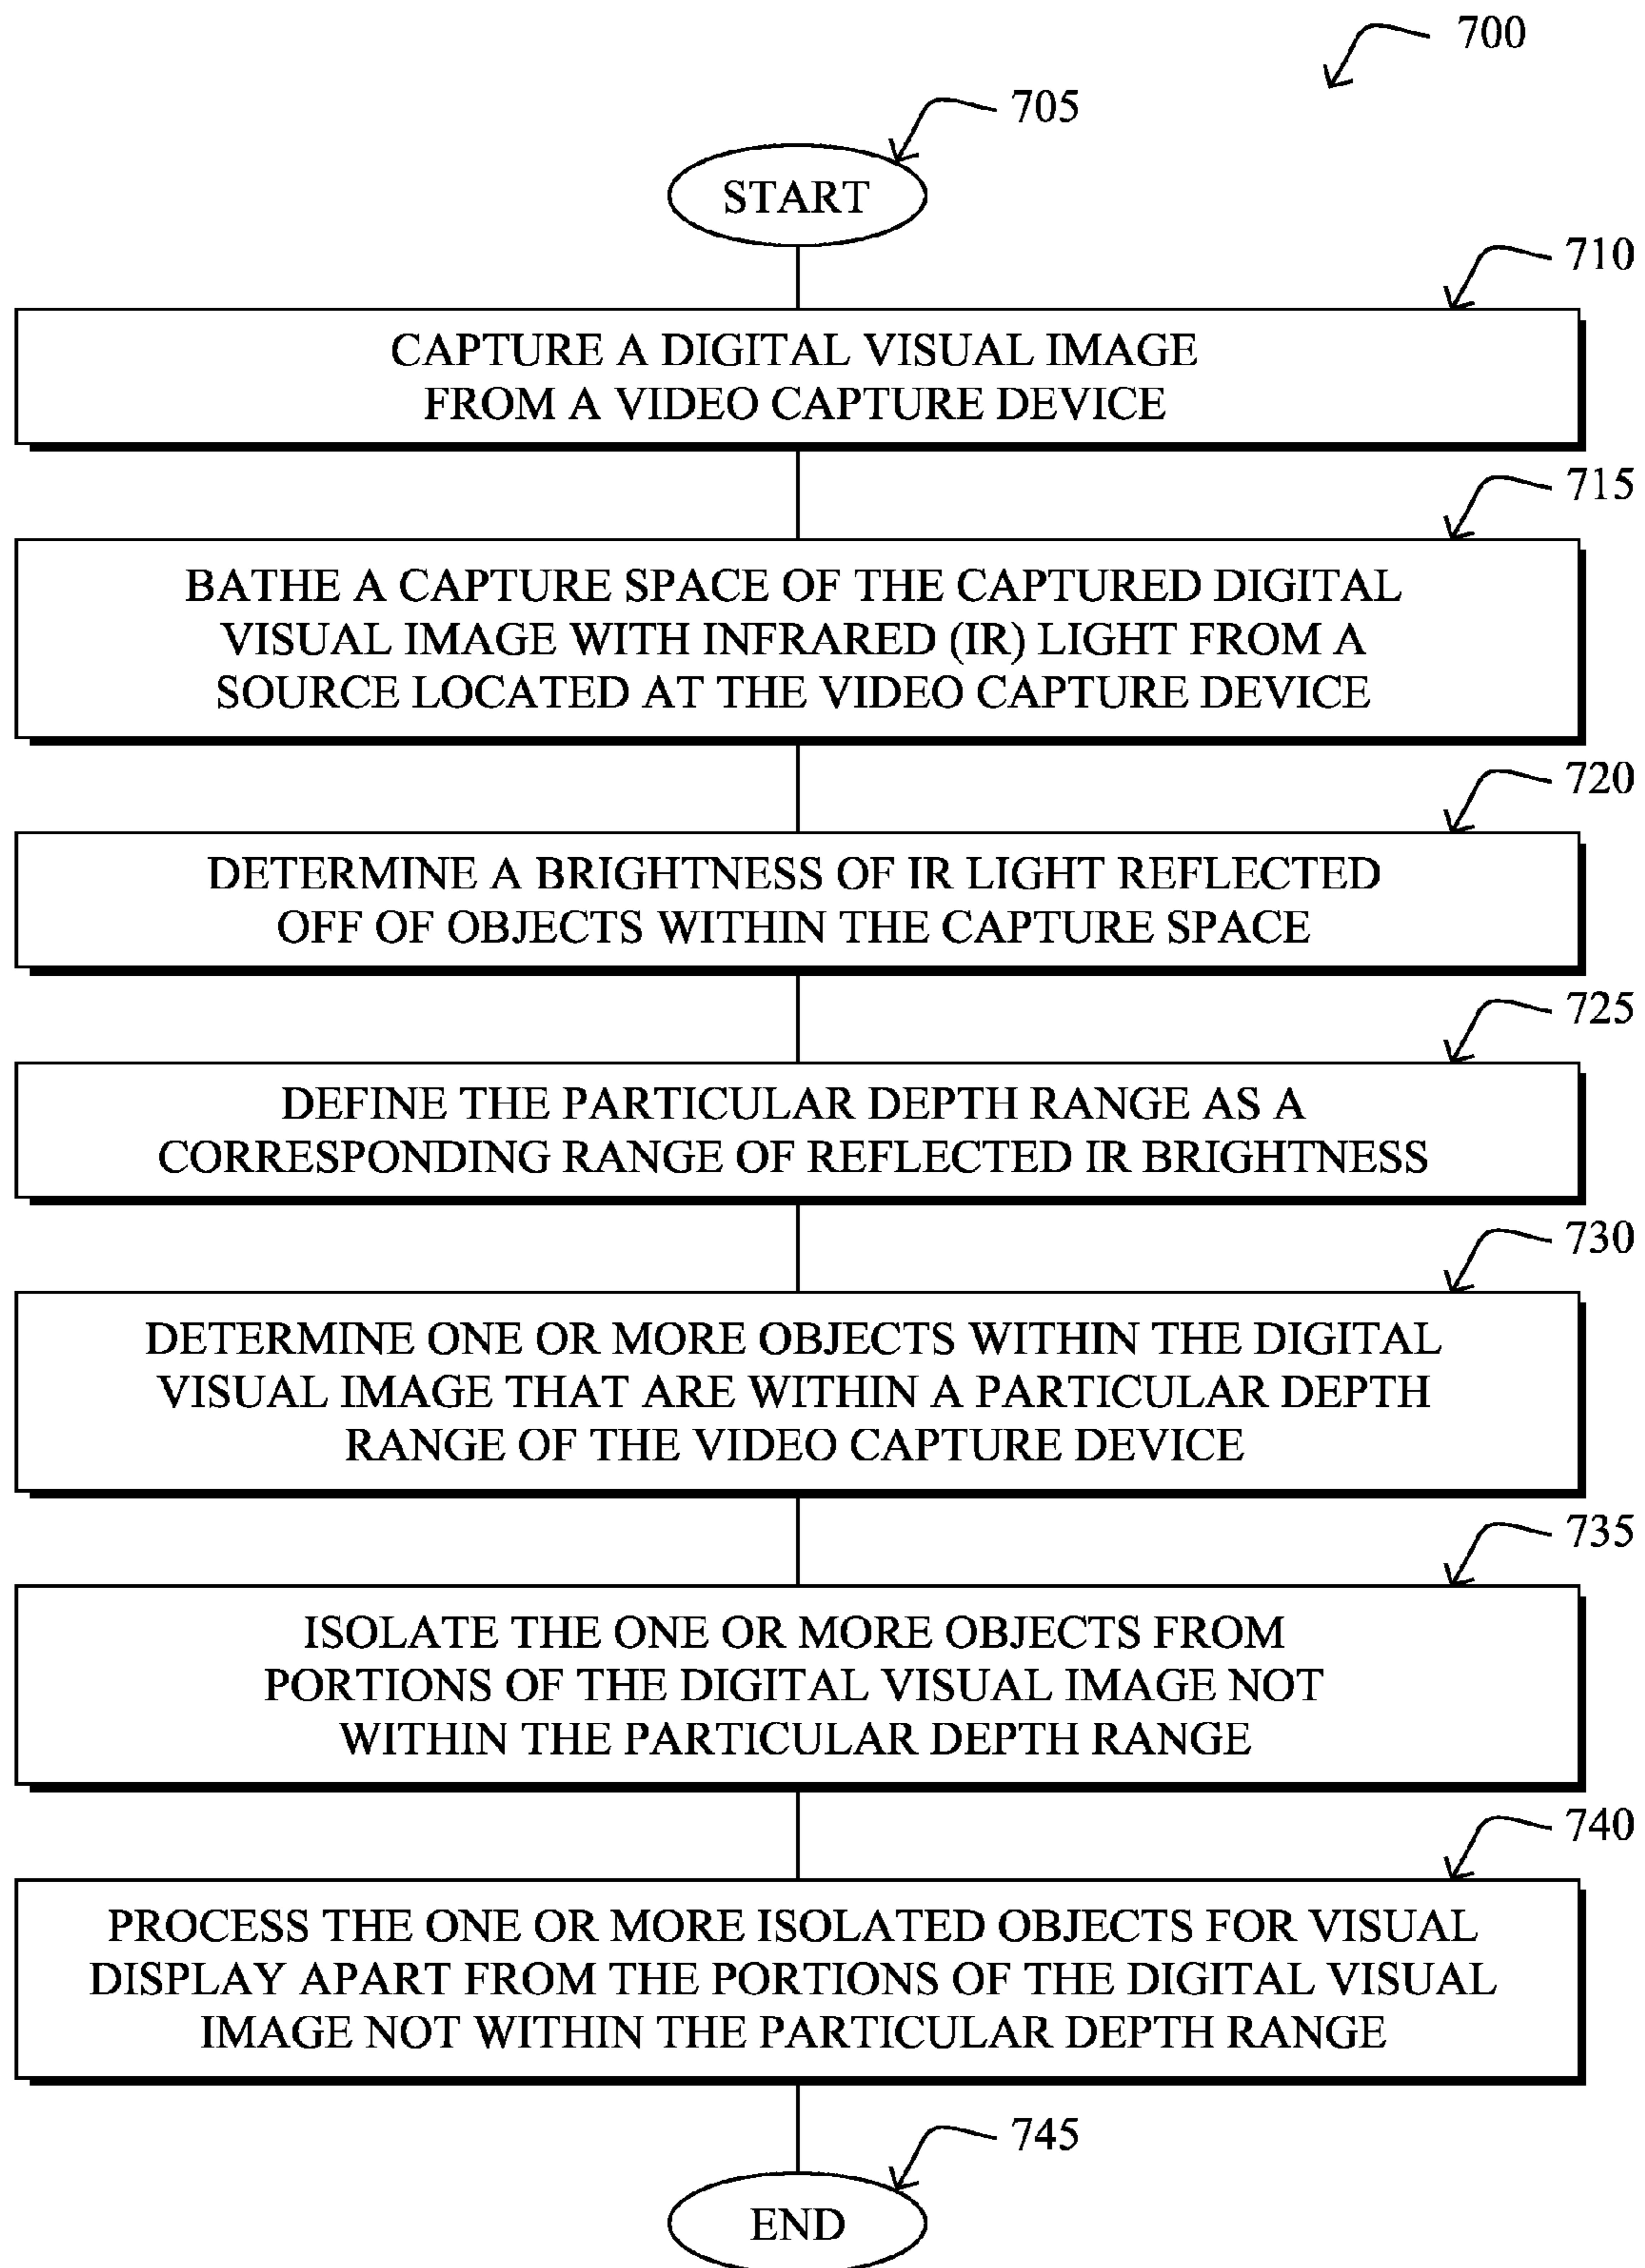 700
705
START
710
CAPTURE A DIGITAL VISUAL IMAGE
FROM A VIDEO CAPTURE DEVICE
715
BATHE A CAPTURE SPACE OF THE CAPTURED DIGITAL
VISUAL IMAGE WITH INFRARED (IR) LIGHT FROM A
SOURCE LOCATED AT THE VIDEO CAPTURE DEVICE
720
DETERMINE A BRIGHTNESS OF IR LIGHT REFLECTED
OFF OF OBJECTS WITHIN THE CAPTURE SPACE
725
DEFINE THE PARTICULAR DEPTH RANGE AS A
CORRESPONDING RANGE OF REFLECTED IR BRIGHTNESS
730
DETERMINE ONE OR MORE OBJECTS WITHIN THE DIGITAL
VISUAL IMAGE THAT ARE WITHIN A PARTICULAR DEPTH
RANGE OF THE VIDEO CAPTURE DEVICE
735
ISOLATE THE ONE OR MORE OBJECTS FROM
PORTIONS OF THE DIGITAL VISUAL IMAGE NOT
WITHIN THE PARTICULAR DEPTH RANGE
740
PROCESS THE ONE OR MORE ISOLATED OBJECTS FOR VISUAL
DISPLAY APART FROM THE PORTIONS OF THE DIGITAL VISUAL
IMAGE NOT WITHIN THE PARTICULAR DEPTH RANGE
745
END